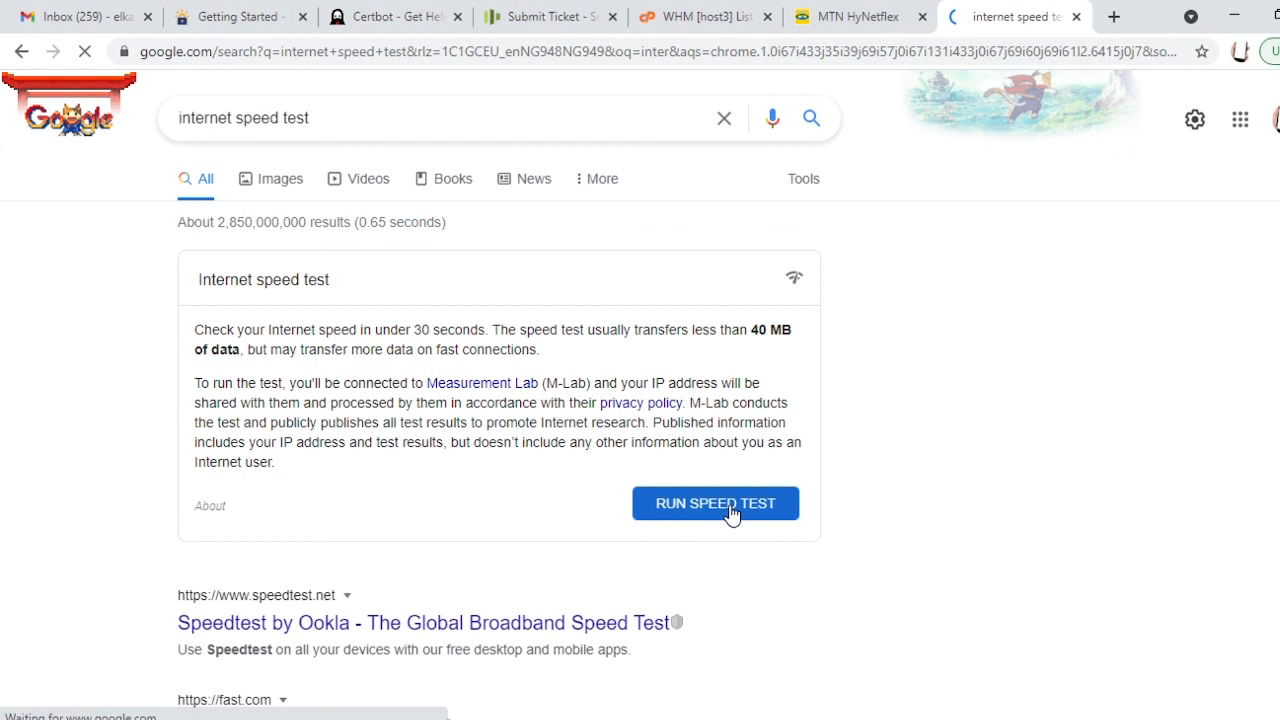 Inbox (259) - elka
Getting Started -
Certbot - Get Hel
Submit Ticket - S
WHM [host3] List
MTN HyNetflex
internet speed te
google.com/search?q=internet+speed+test&rlz=1C1GCEU_enNG948NG949&oq=inter&aqs=chrome.1.0i67i433j35i39j69i57j0i67i131i433j0i67j69i60j69i61l2.6415j0j7&so...
Google
internet speed test
All
Images
Videos
Books
News
More
Tools
About 2,850,000,000 results (0.65 seconds)
Internet speed test
Check your Internet speed in under 30 seconds. The speed test usually transfers less than 40 MB
of data, but may transfer more data on fast connections.
To run the test, you'll be connected to Measurement Lab (M-Lab) and your IP address will be
shared with them and processed by them in accordance with their privacy policy. M-Lab conducts
the test and publicly publishes all test results to promote Internet research. Published information
includes your IP address and test results, but doesn't include any other information about you as an
Internet user.
About
RUN SPEED TEST
https://www.speedtest.net
Speedtest by Ookla - The Global Broadband Speed Test
Use Speedtest on all your devices with our free desktop and mobile apps.
https://fast.com
Waiting for www.google.com